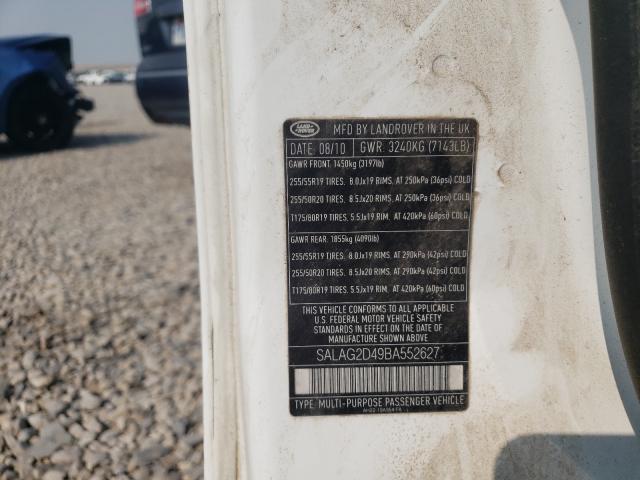 LAND ROVER
MFD BY LANDROVER IN THE UK
DATE: 08/10 GWR: 3240KG (7143LB)
GAWR FRONT: 1450kg (3197lb)
255/55R19 TIRES. 8.0Jx19 RIMS. AT 250kPa (36psi) COLD
255/50R20 TIRES. 8.5Jx20 RIMS. AT 250kPa (36psi) COLD
T175/80R19 TIRES. 5.5Jx19 RIM. AT 420kPa (60psi) COLD
GAWR REAR: 1855kg (4090lb)
255/55R19 TIRES. 8.0Jx19 RIMS. AT 290kPa (42psi) COLD
255/50R20 TIRES. 8.5Jx20 RIMS. AT 290kPa (42psi) COLD
T175/80R19 TIRES. 5.5Jx19 RIM. AT 420kPa (60psi) COLD
THIS VEHICLE CONFORMS TO ALL APPLICABLE
U.S. FEDERAL MOTOR VEHICLE SAFETY
STANDARDS IN EFFECT ON THE DATE OF
MANUFACTURE SHOWN ABOVE.
SALAG2D49BA552627
TYPE: MULTI-PURPOSE PASSENGER VEHICLE